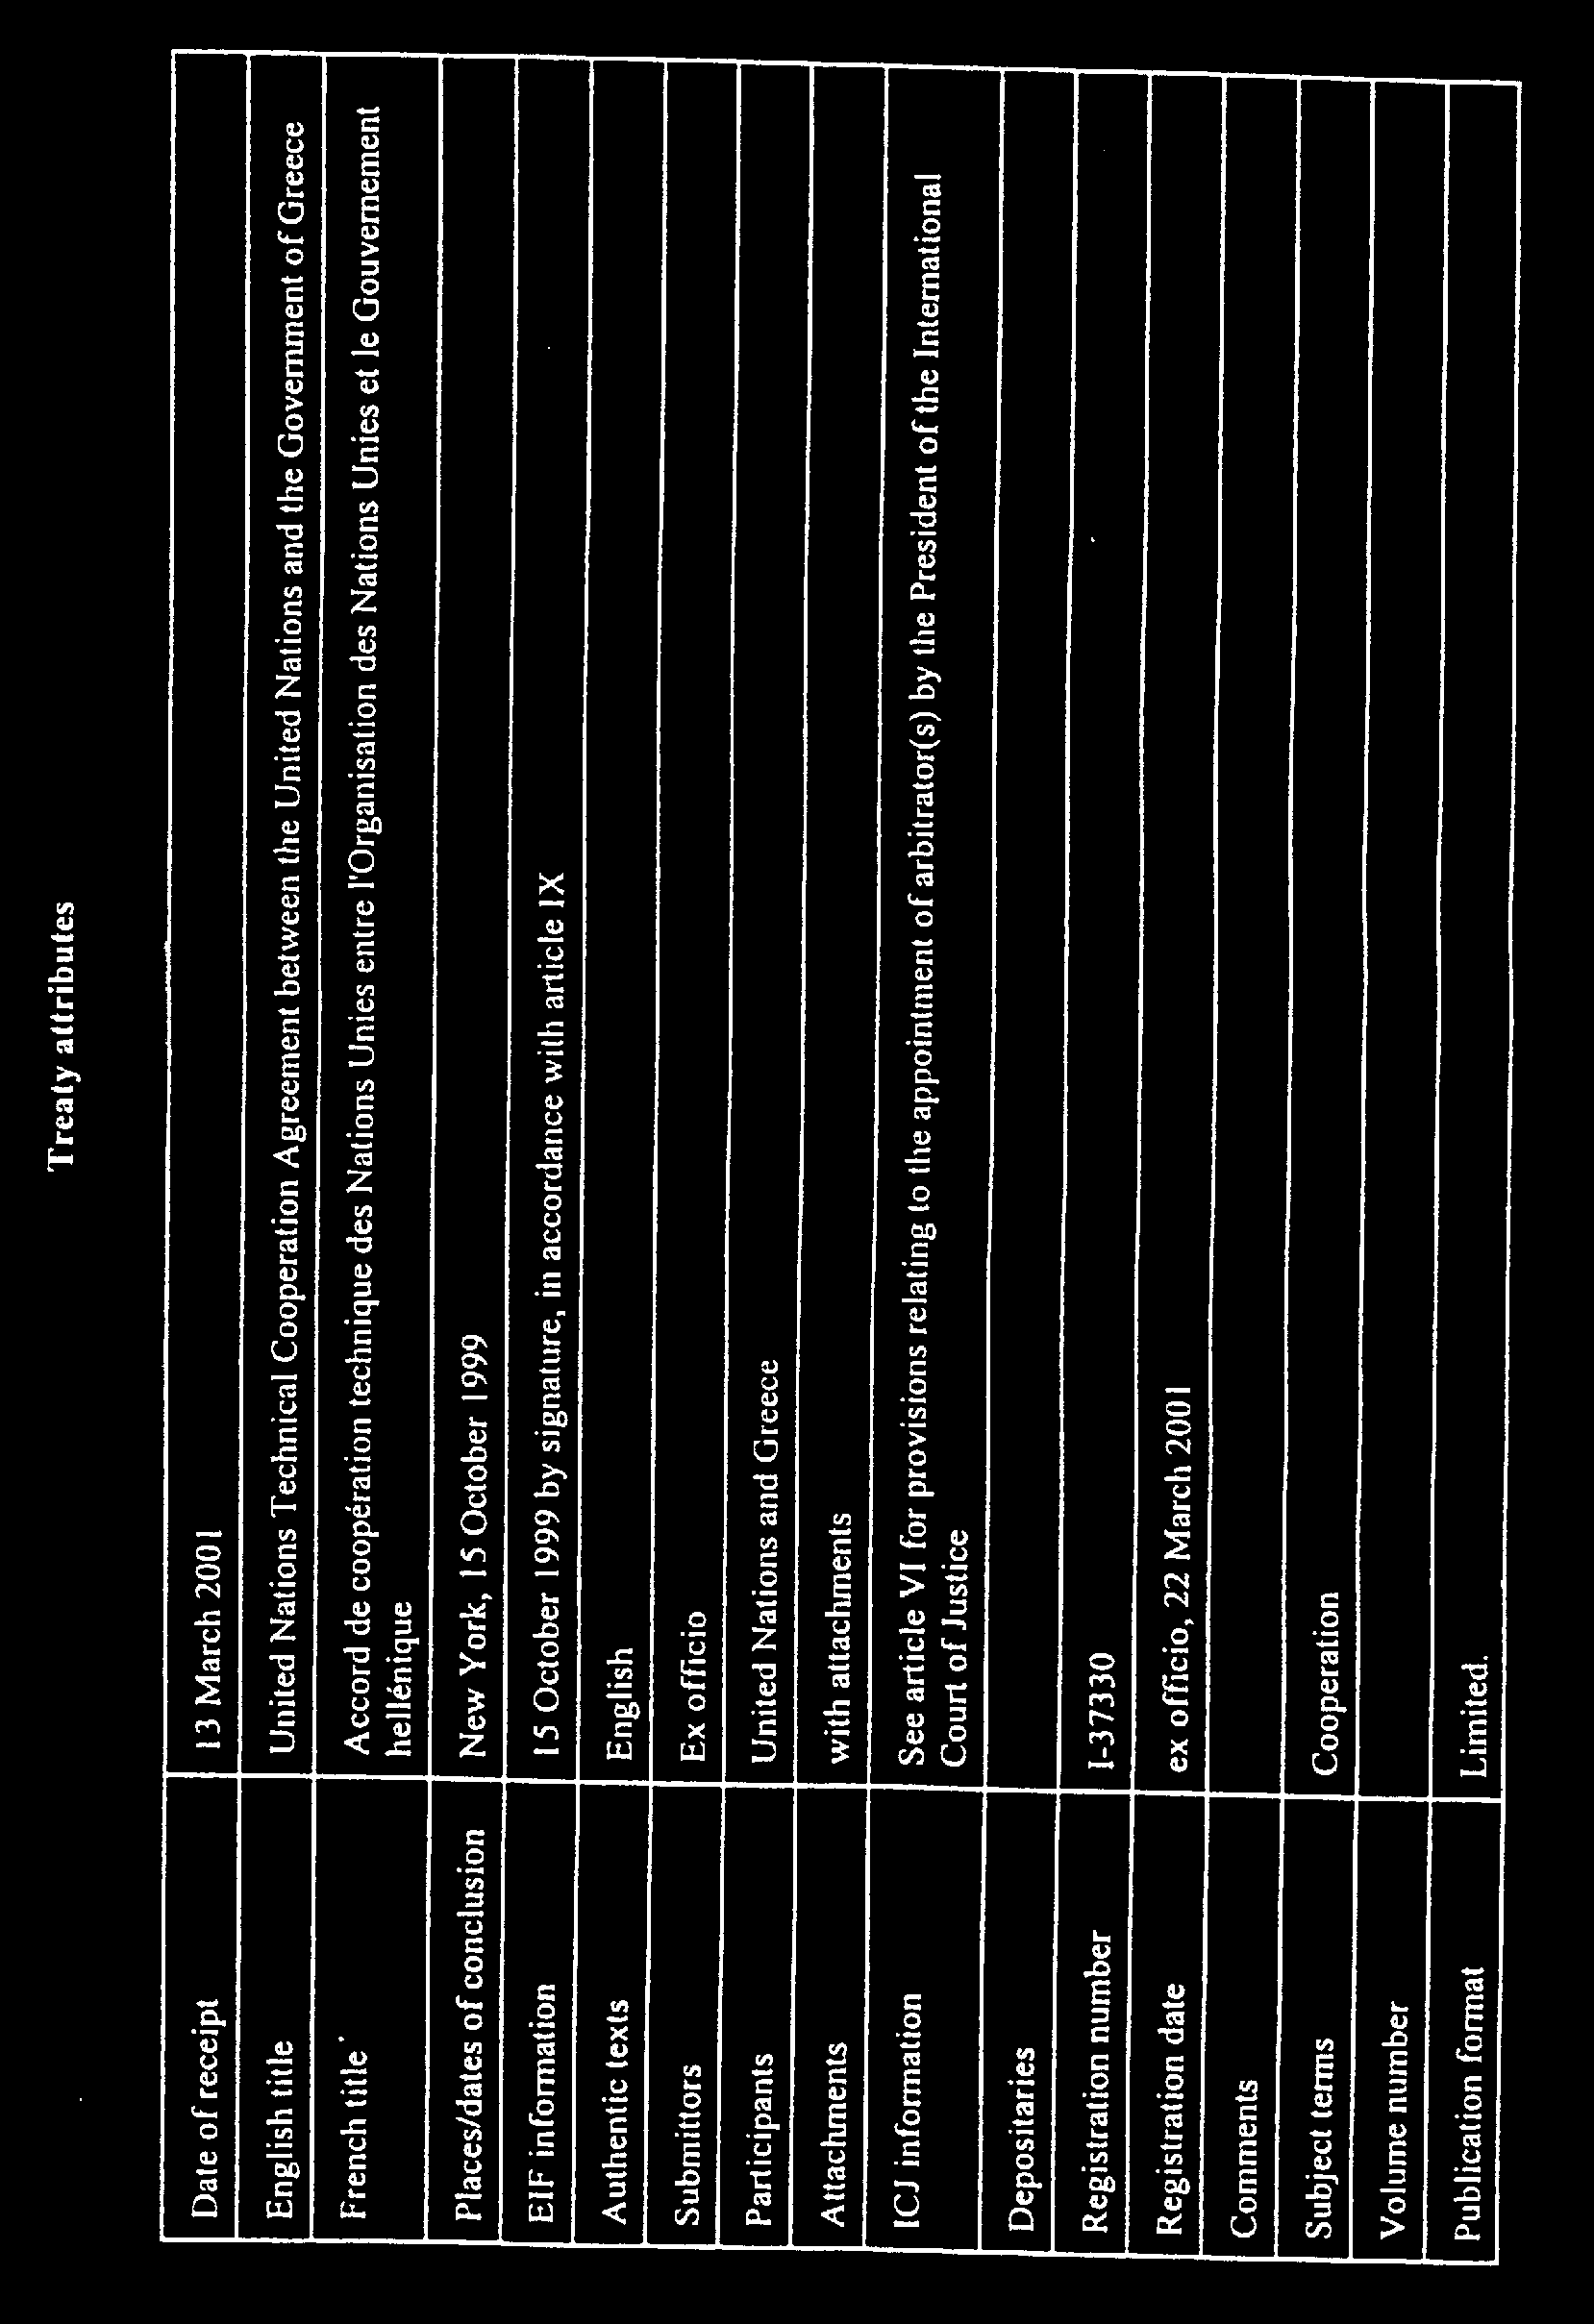 Treaty attributes
Date of receipt 13 March 2001
English title United Nations Technical Cooperation Agreement between the United Nations and the Government of Greece
French title Accord de coopération technique des Nations Unies entre l'Organisation des Nations Unies et le Gouvernement
hellénique
Places/dates of conclusion New York, 15 October 1999
EIF information 15 October 1999 by signature, in accordance with article IX
Authentic texts English
Submittors Ex officio
Participants United Nations and Greece
Attachments with attachments
ICJ information See article VI for provisions relating to the appointment of arbitrator(s) by the President of the International
Court of Justice
Depositaries
Registration number I-37330
Registration date ex officio, 22 March 2001
Comments
Subject terms Cooperation
Volume number
Publication format Limited.